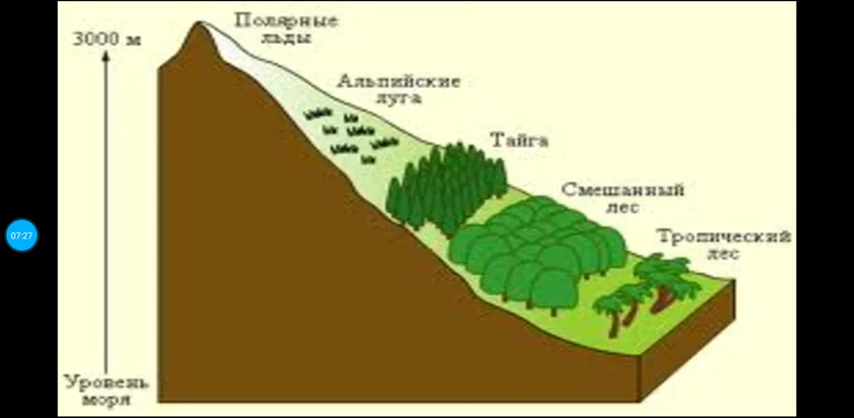 Полярные
льды
3000 м
Альпийские
луга
Тайга
Смешанный
лес
Тропический
лес
07:27
Уровень
моря